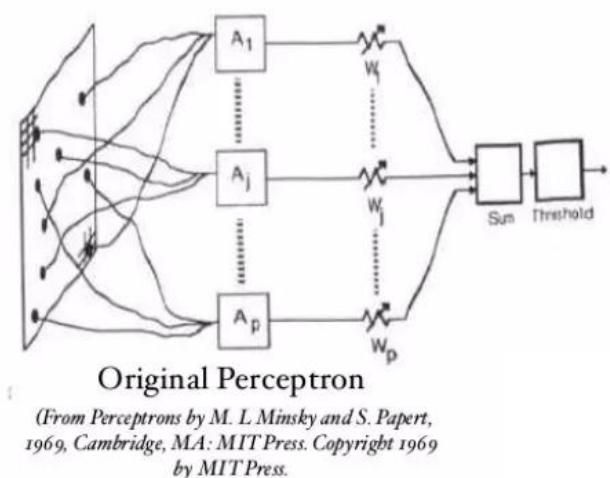 A1
W1
Aj
Wj
Sum
Threshold
Ap
Wp
Original Perceptron
(From Perceptrons by M. L Minsky and S. Papert,
1969, Cambridge, MA: MIT Press. Copyright 1969
by MIT Press.